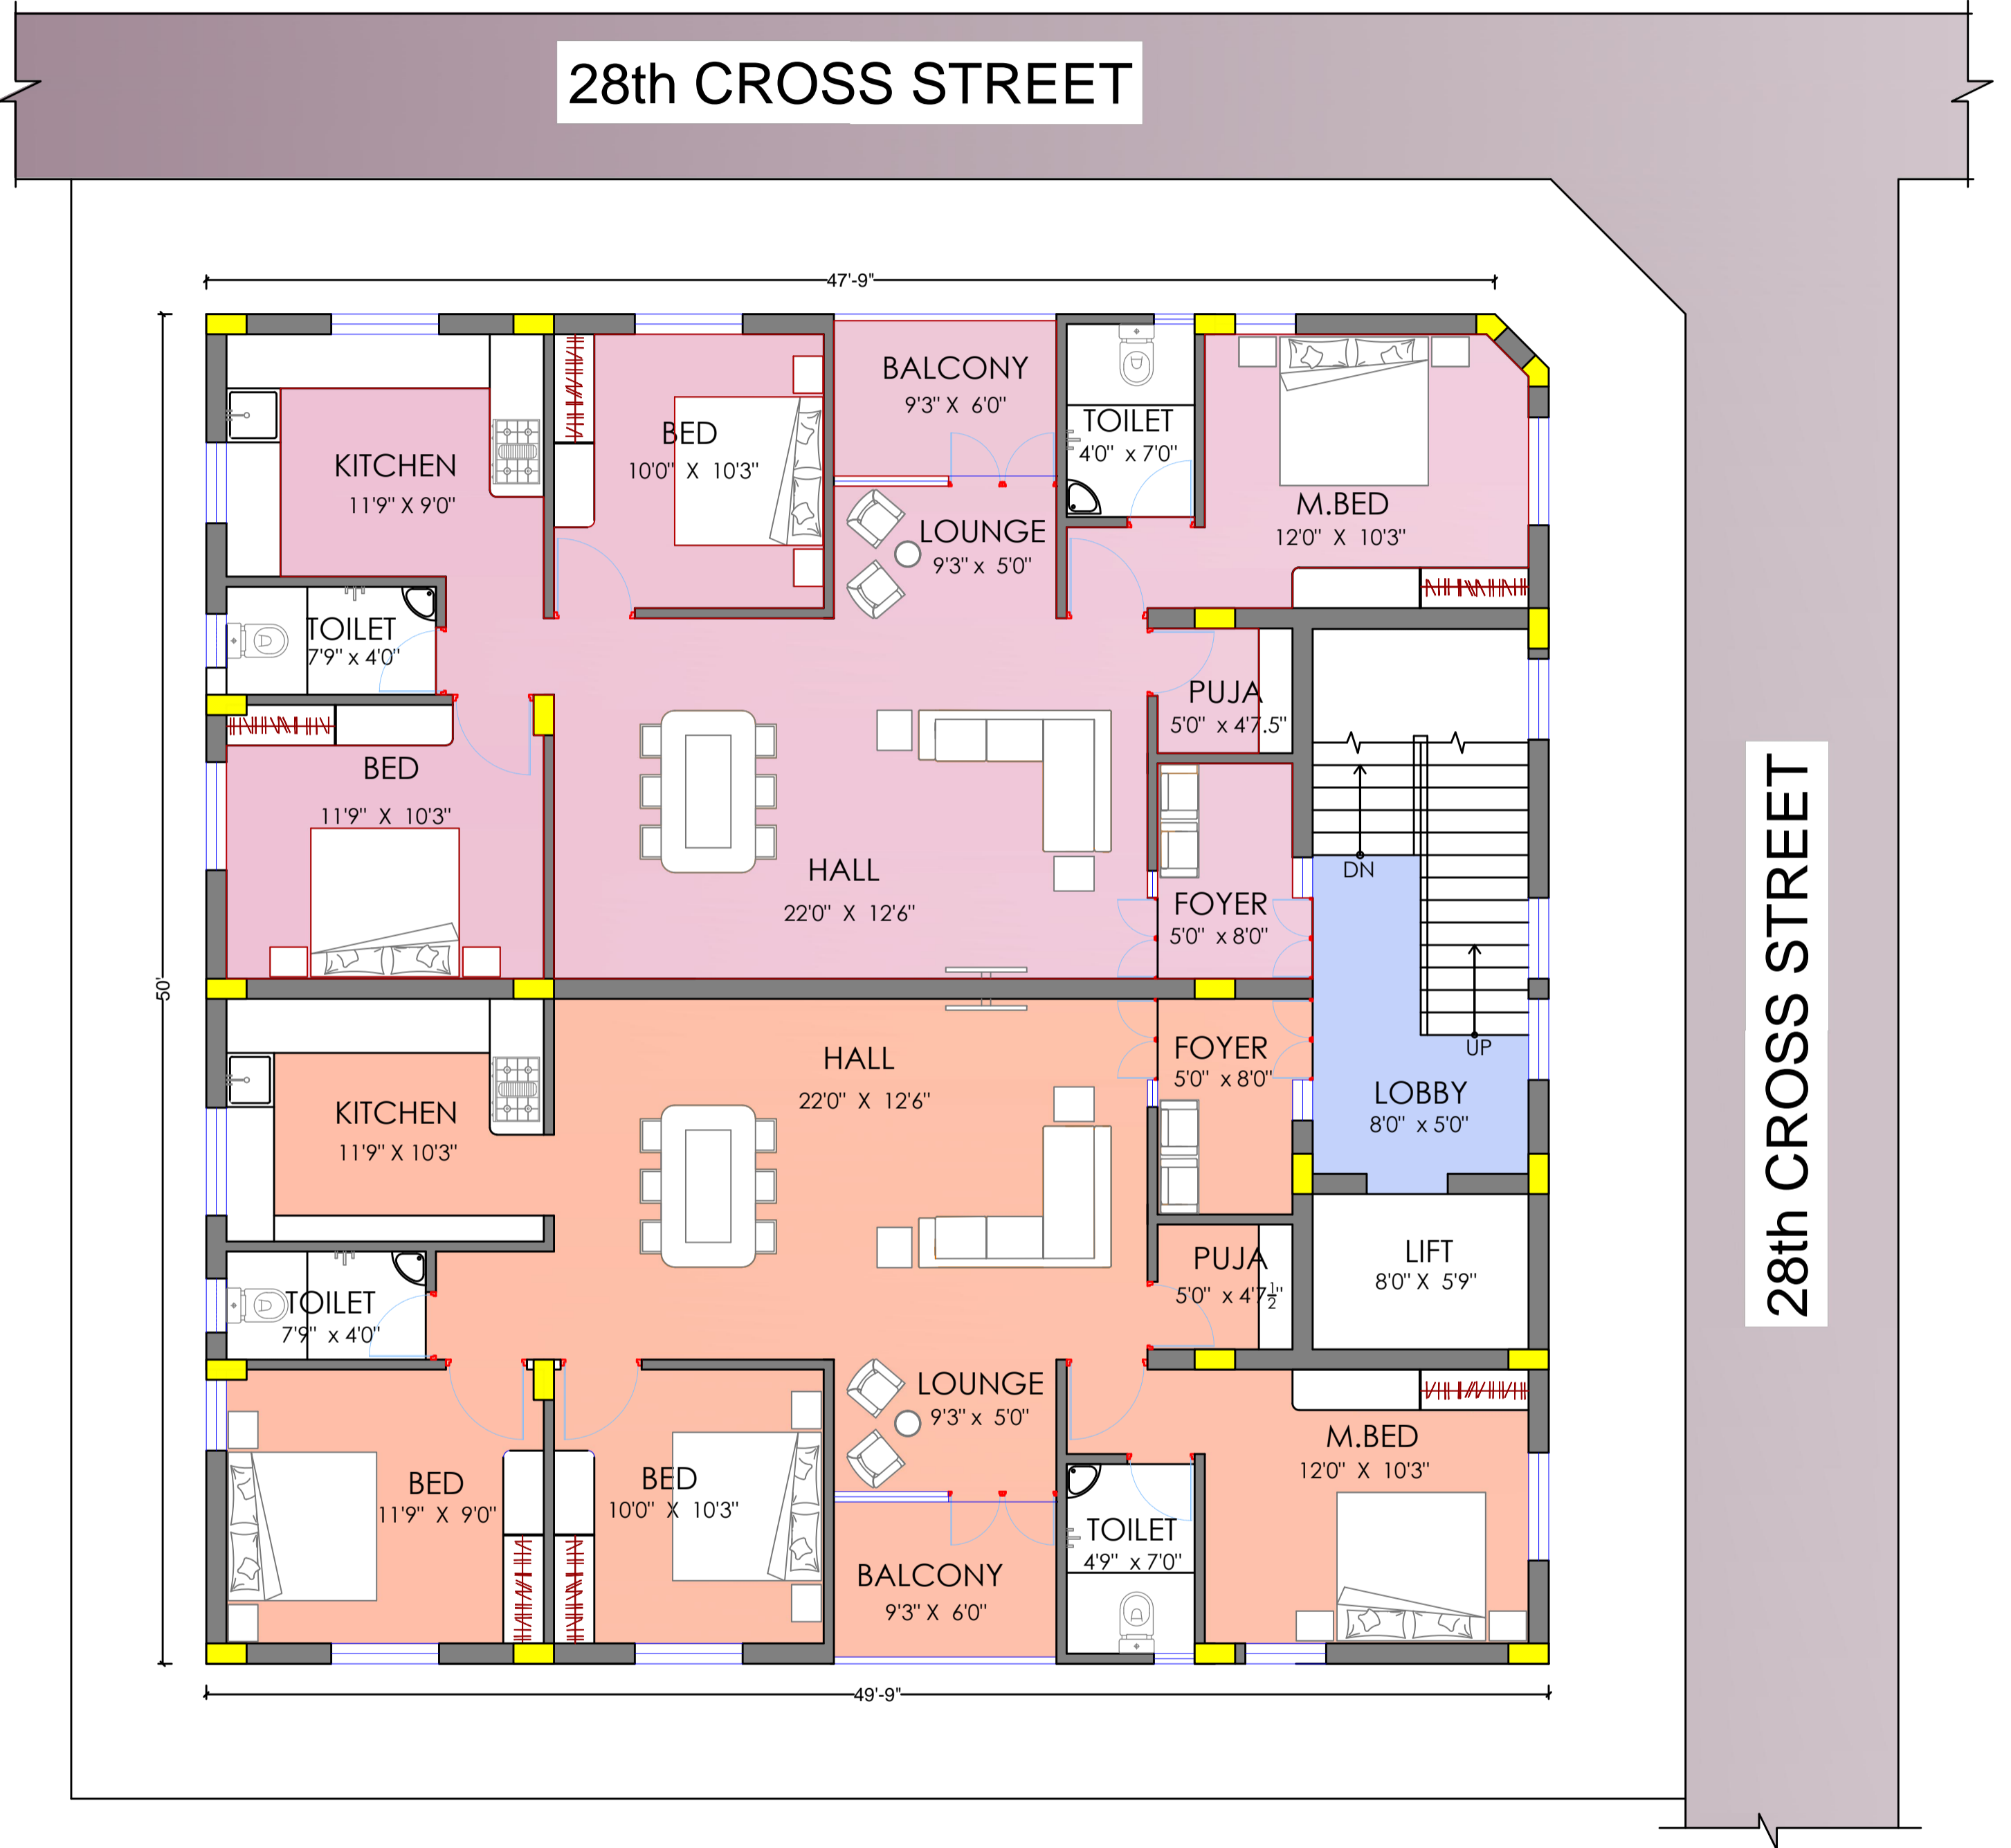 28th CROSS STREET
47'-9"
BALCONY
9'3" X 6'0"
TOILET
4'0" x 7'0"
BED
10'0" X 10'3"
KITCHEN
11'9" X 9'0"
M.BED
12'0" X 10'3"
LOUNGE
9'3" x 5'0"
TOILET
7'9" x 4'0"
PUJA
5'0" x 4'7.5"
BED
11'9" X 10'3"
HALL
22'0" X 12'6"
FOYER
5'0" x 8'0"
DN
28th CROSS STREET
50'
HALL
22'0" X 12'6"
FOYER
5'0" x 8'0"
UP
KITCHEN
11'9" X 10'3"
LOBBY
8'0" x 5'0"
PUJA
5'0" x 4'7½"
LIFT
8'0" X 5'9"
TOILET
7'9" x 4'0"
LOUNGE
9'3" x 5'0"
M.BED
12'0" X 10'3"
BED
11'9" X 9'0"
BED
10'0" X 10'3"
TOILET
4'9" x 7'0"
BALCONY
9'3" X 6'0"
49'-9"